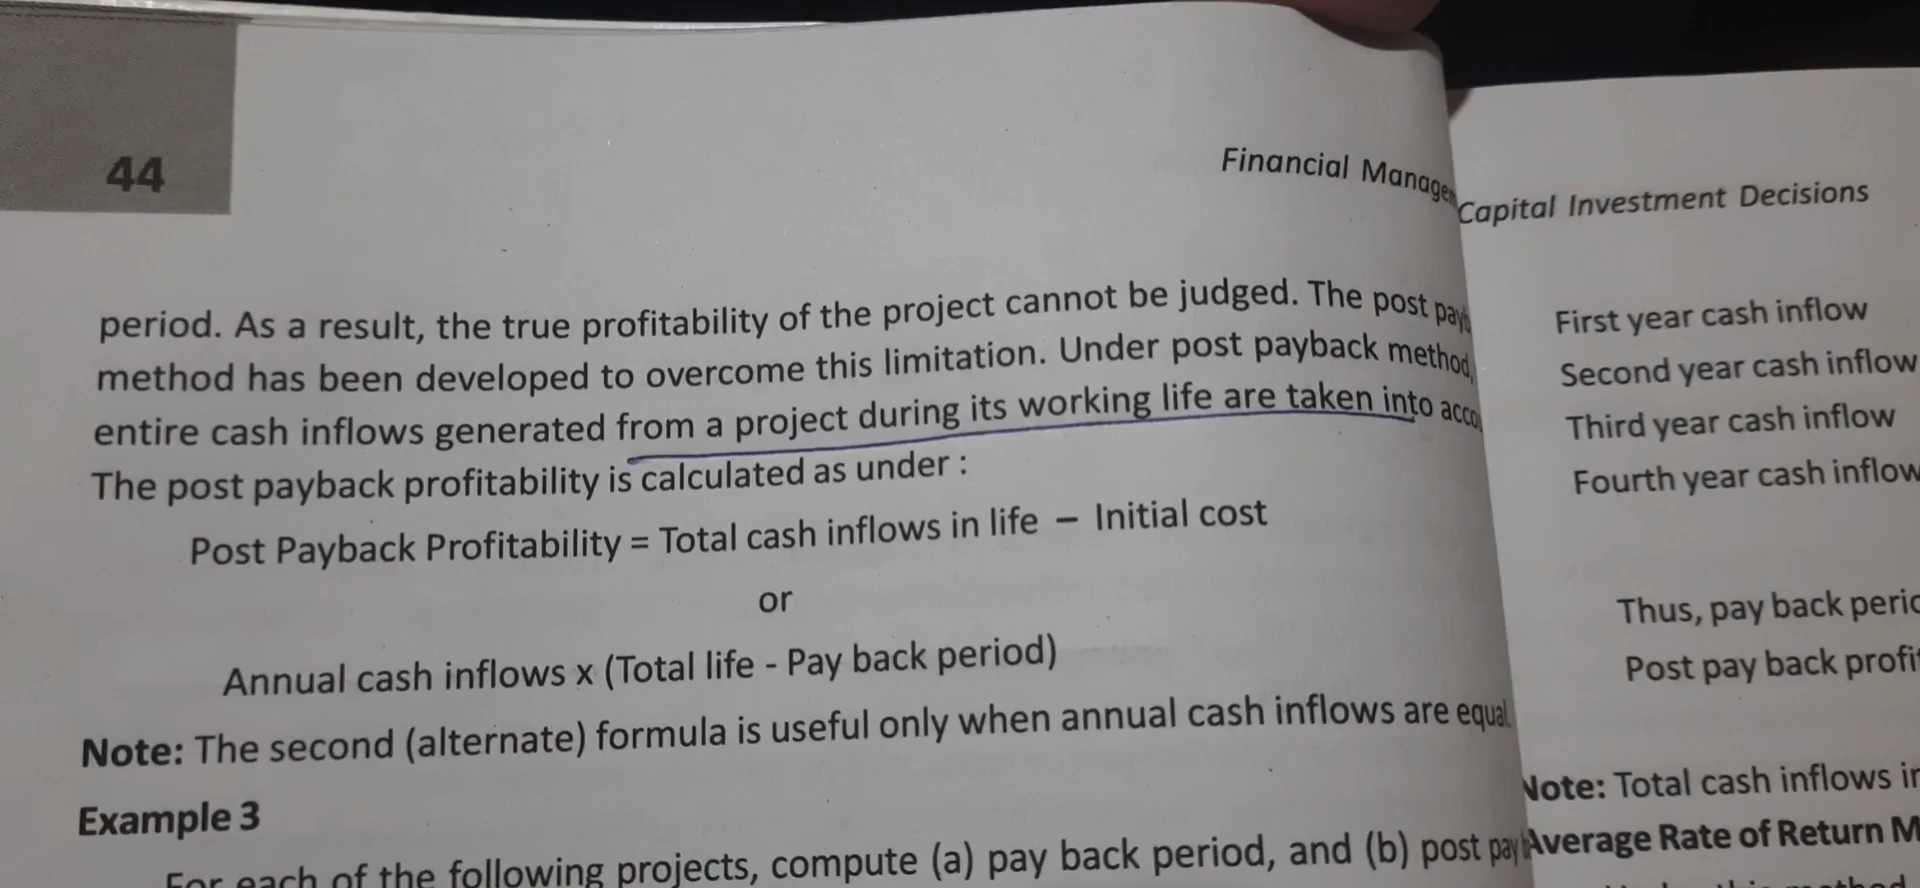 44
Financial
period. As a result, the true profitability of the project cannot be judged. The post
method has been developed to overcome this limitation. Under post payback method,
entire cash inflows generated from a project during its working life are taken into
The post payback profitability is calculated as under :
Post Payback Profitability = Total cash inflows in life – Initial cost
or
Annual cash inflows x (Total life - Pay back period)
Note: The second (alternate) formula is useful only when annual cash inflows are equal.
Example 3
For each of the following projects, compute (a) pay back period, and (b) post
Capital Investment Decisions
First year cash inflow
Second year cash inflow
Third year cash inflow
Fourth year cash inflow
Thus, pay back
Post pay back
Note: Total cash inflows
Average Rate of Return